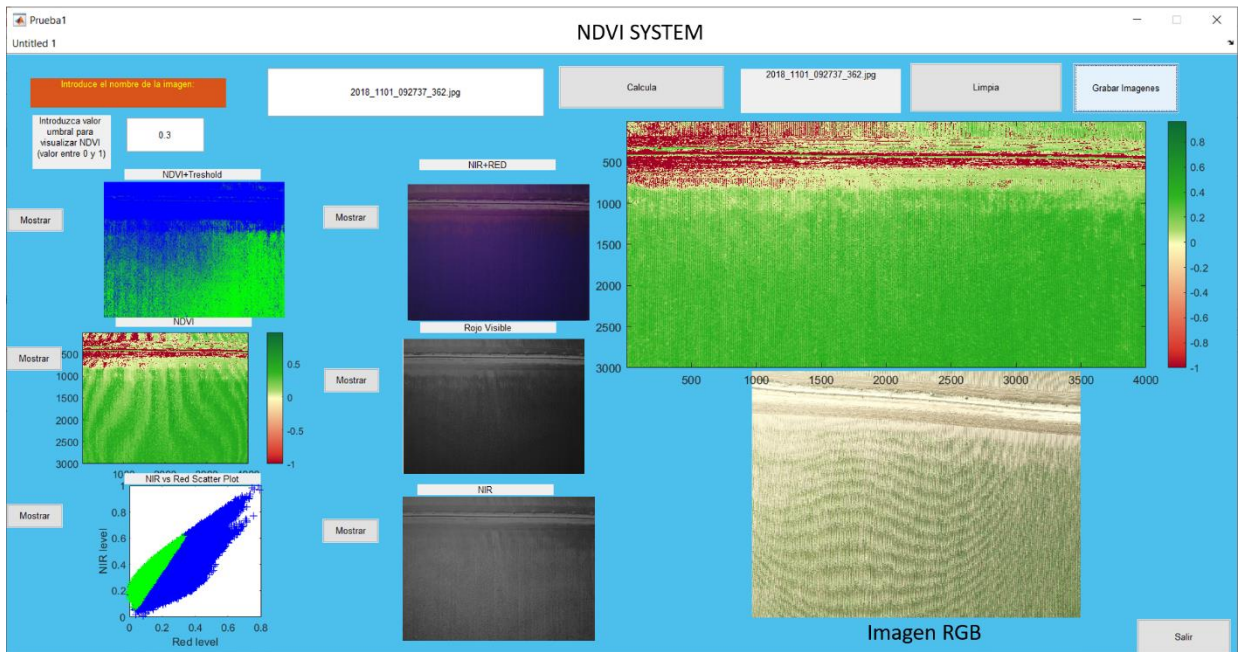 Prueba1
NDVI SYSTEM
Untitled 1
Introduce el nombre de la imagen:
2018_1101_092737_362.jpg
Calcula
2018_1101_092737_362.jpg
Limpia
Grabar Imagenes
Introduzca valor
umbral para
visualizar NDVI
(valor entre 0 y 1)
0.3
NDVI+Treshold
Mostrar
NIR+RED
Mostrar
500
1000
1500
2000
2500
3000
500 1000 1500 2000 2500 3000 3500 4000
0.8
0.6
0.4
0.2
0
-0.2
-0.4
-0.6
-0.8
-1
NDVI
Mostrar
500
1000
1500
2000
2500
3000
0.5
0
-0.5
-1
Rojo Visible
Mostrar
NIR vs Red Scatter Plot
Mostrar
NIR level
1
0.8
0.6
0.4
0.2
0
0 0.2 0.4 0.6 0.8
Red level
NIR
Mostrar
Imagen RGB
Salir